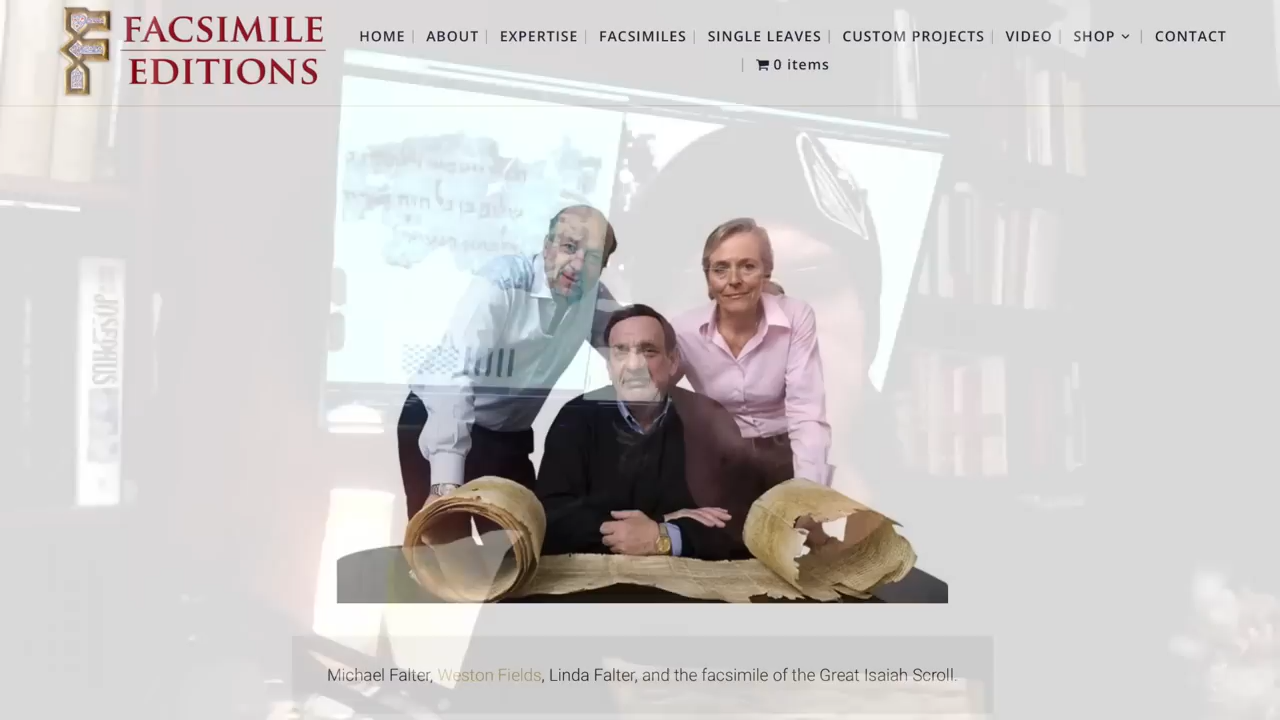 FACSIMILE
EDITIONS
HOME
ABOUT
EXPERTISE
FACSIMILES
SINGLE LEAVES
CUSTOM PROJECTS
VIDEO
SHOP
CONTACT
0 items
JOSEPHUS
Michael Falter, Weston Fields, Linda Falter, and the facsimile of the Great Isaiah Scroll.